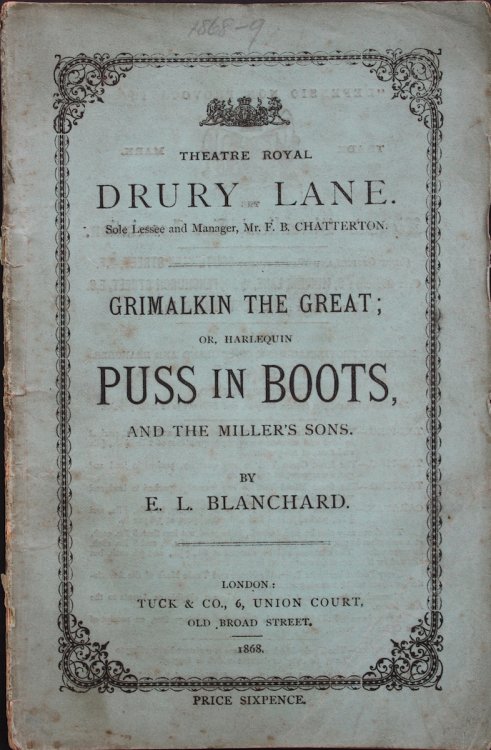 1868-9
THEATRE ROYAL
DRURY LANE.
Sole Lessee and Manager, Mr. F. B. CHATTERTON.
GRIMALKIN THE GREAT;
OR, HARLEQUIN
PUSS IN BOOTS,
AND THE MILLER'S SONS.
BY
E. L. BLANCHARD.
LONDON:
TUCK & CO., 6, UNION COURT,
OLD BROAD STREET.
1868.
PRICE SIXPENCE.